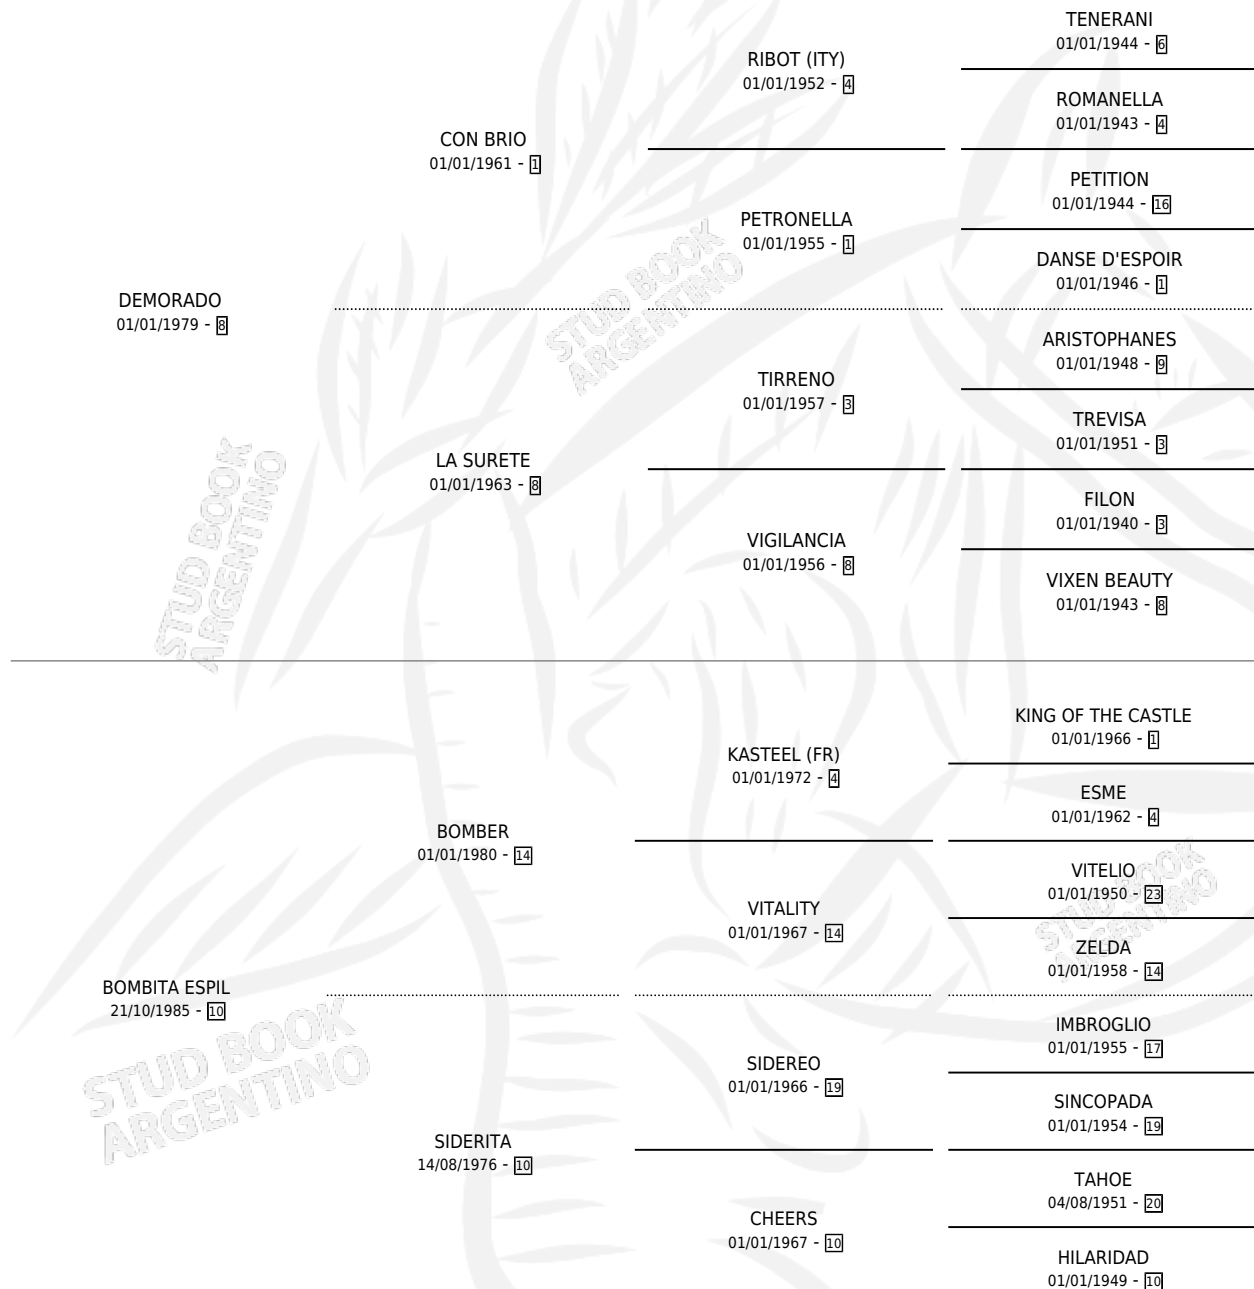 TENERANI
01/01/1944 - 6
RIBOT (ITY)
01/01/1952 - 4
ROMANELLA
01/01/1943 - 4
CON BRIO
01/01/1961 - 1
PETITION
01/01/1944 - 16
PETRONELLA
01/01/1955 - 1
DANSE D'ESPOIR
01/01/1946 - 1
DEMORADO
01/01/1979 - 8
ARISTOPHANES
01/01/1948 - 9
TIRRENO
01/01/1957 - 3
TREVISA
01/01/1951 - 3
LA SURETE
01/01/1963 - 8
FILON
01/01/1940 - 3
VIGILANCIA
01/01/1956 - 8
VIXEN BEAUTY
01/01/1943 - 8
KING OF THE CASTLE
01/01/1966 - 1
KASTEEL (FR)
01/01/1972 - 4
ESME
01/01/1962 - 4
BOMBER
01/01/1980 - 14
VITELIO
01/01/1950 - 23
VITALITY
01/01/1967 - 14
ZELDA
01/01/1958 - 14
BOMBITA ESPIL
21/10/1985 - 10
IMBROGLIO
01/01/1955 - 17
SIDEREO
01/01/1966 - 19
SINCOPADA
01/01/1954 - 19
SIDERITA
14/08/1976 - 10
TAHOE
04/08/1951 - 20
CHEERS
01/01/1967 - 10
HILARIDAD
01/01/1949 - 10
STUD BOOK
ARGENTINO
STUD BOOK
ARGENTINO
STUD BOOK
ARGENTINO
STUD BOOK
ARGENTINO